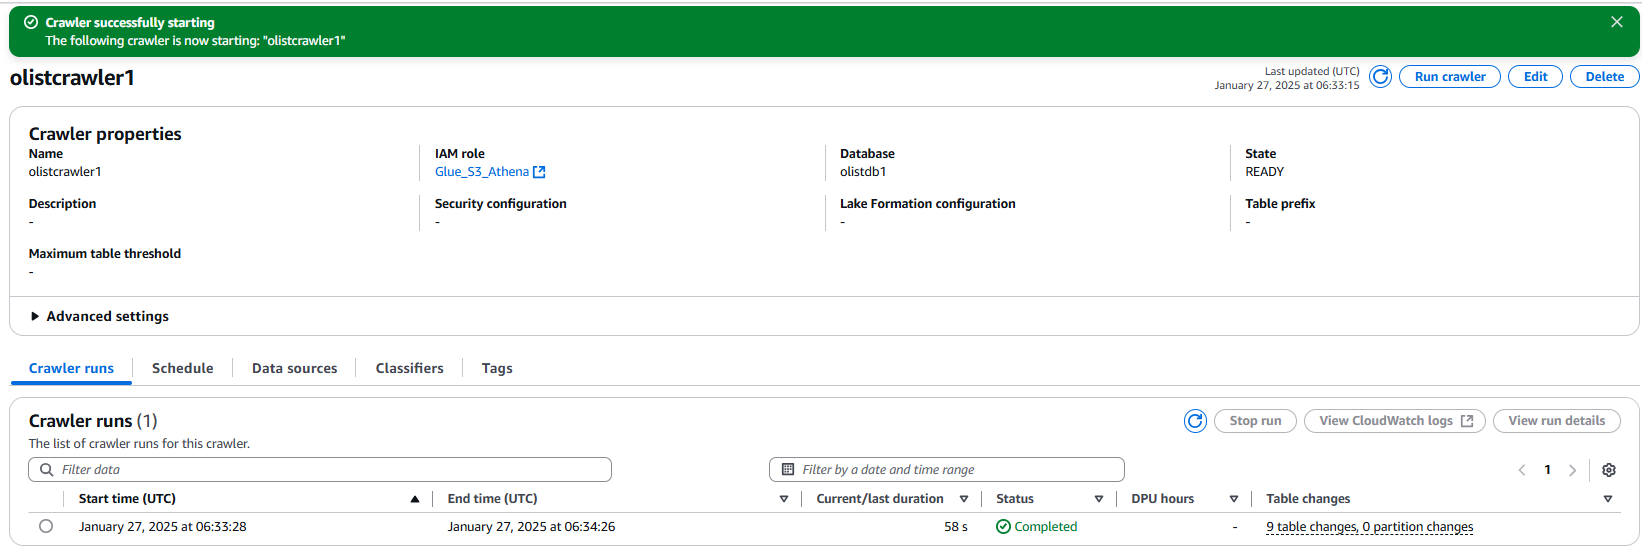 Crawler successfully starting
The following crawler is now starting: "olistcrawler1"
olistcrawler1
Last updated (UTC)
January 27, 2025 at 06:33:15
Run crawler
Edit
Delete
Crawler properties
Name
olistcrawler1
IAM role
Glue_S3_Athena
Database
olistdb1
State
READY
Description
-
Security configuration
-
Lake Formation configuration
-
Table prefix
-
Maximum table threshold
-
Advanced settings
Crawler runs
Schedule
Data sources
Classifiers
Tags
Crawler runs (1)
The list of crawler runs for this crawler.
Stop run
View CloudWatch logs
View run details
Filter data
Filter by a date and time range
1
Start time (UTC)
End time (UTC)
Current/last duration
Status
DPU hours
Table changes
January 27, 2025 at 06:33:28
January 27, 2025 at 06:34:26
58 s
Completed
-
9 table changes, 0 partition changes